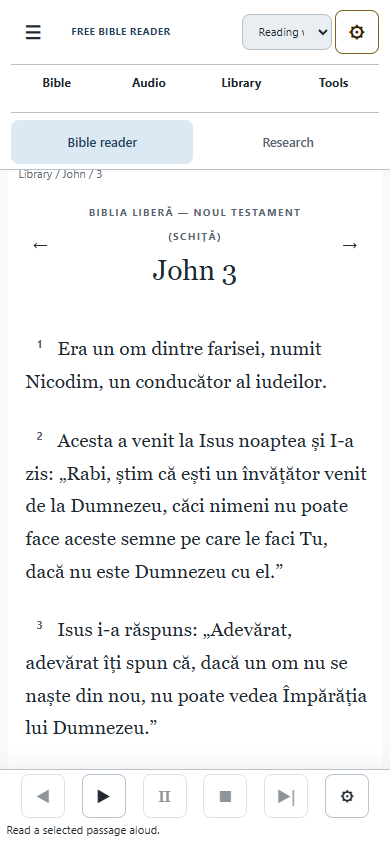 FREE BIBLE READER
Reading
Bible Audio Library Tools
Bible reader Research
Library / John / 3
BIBLIA LIBERĂ — NOUL TESTAMENT
(SCHIȚĂ)
← →
John 3
1 Era un om dintre farisei, numit
Nicodim, un conducător al iudeilor.
2 Acesta a venit la Isus noaptea și I-a
zis: „Rabi, știm că ești un învățător venit
de la Dumnezeu, căci nimeni nu poate
face aceste semne pe care le faci Tu,
dacă nu este Dumnezeu cu el.”
3 Isus i-a răspuns: „Adevărat,
adevărat îți spun că, dacă un om nu se
naște din nou, nu poate vedea Împărăția
lui Dumnezeu.”
Read a selected passage aloud.